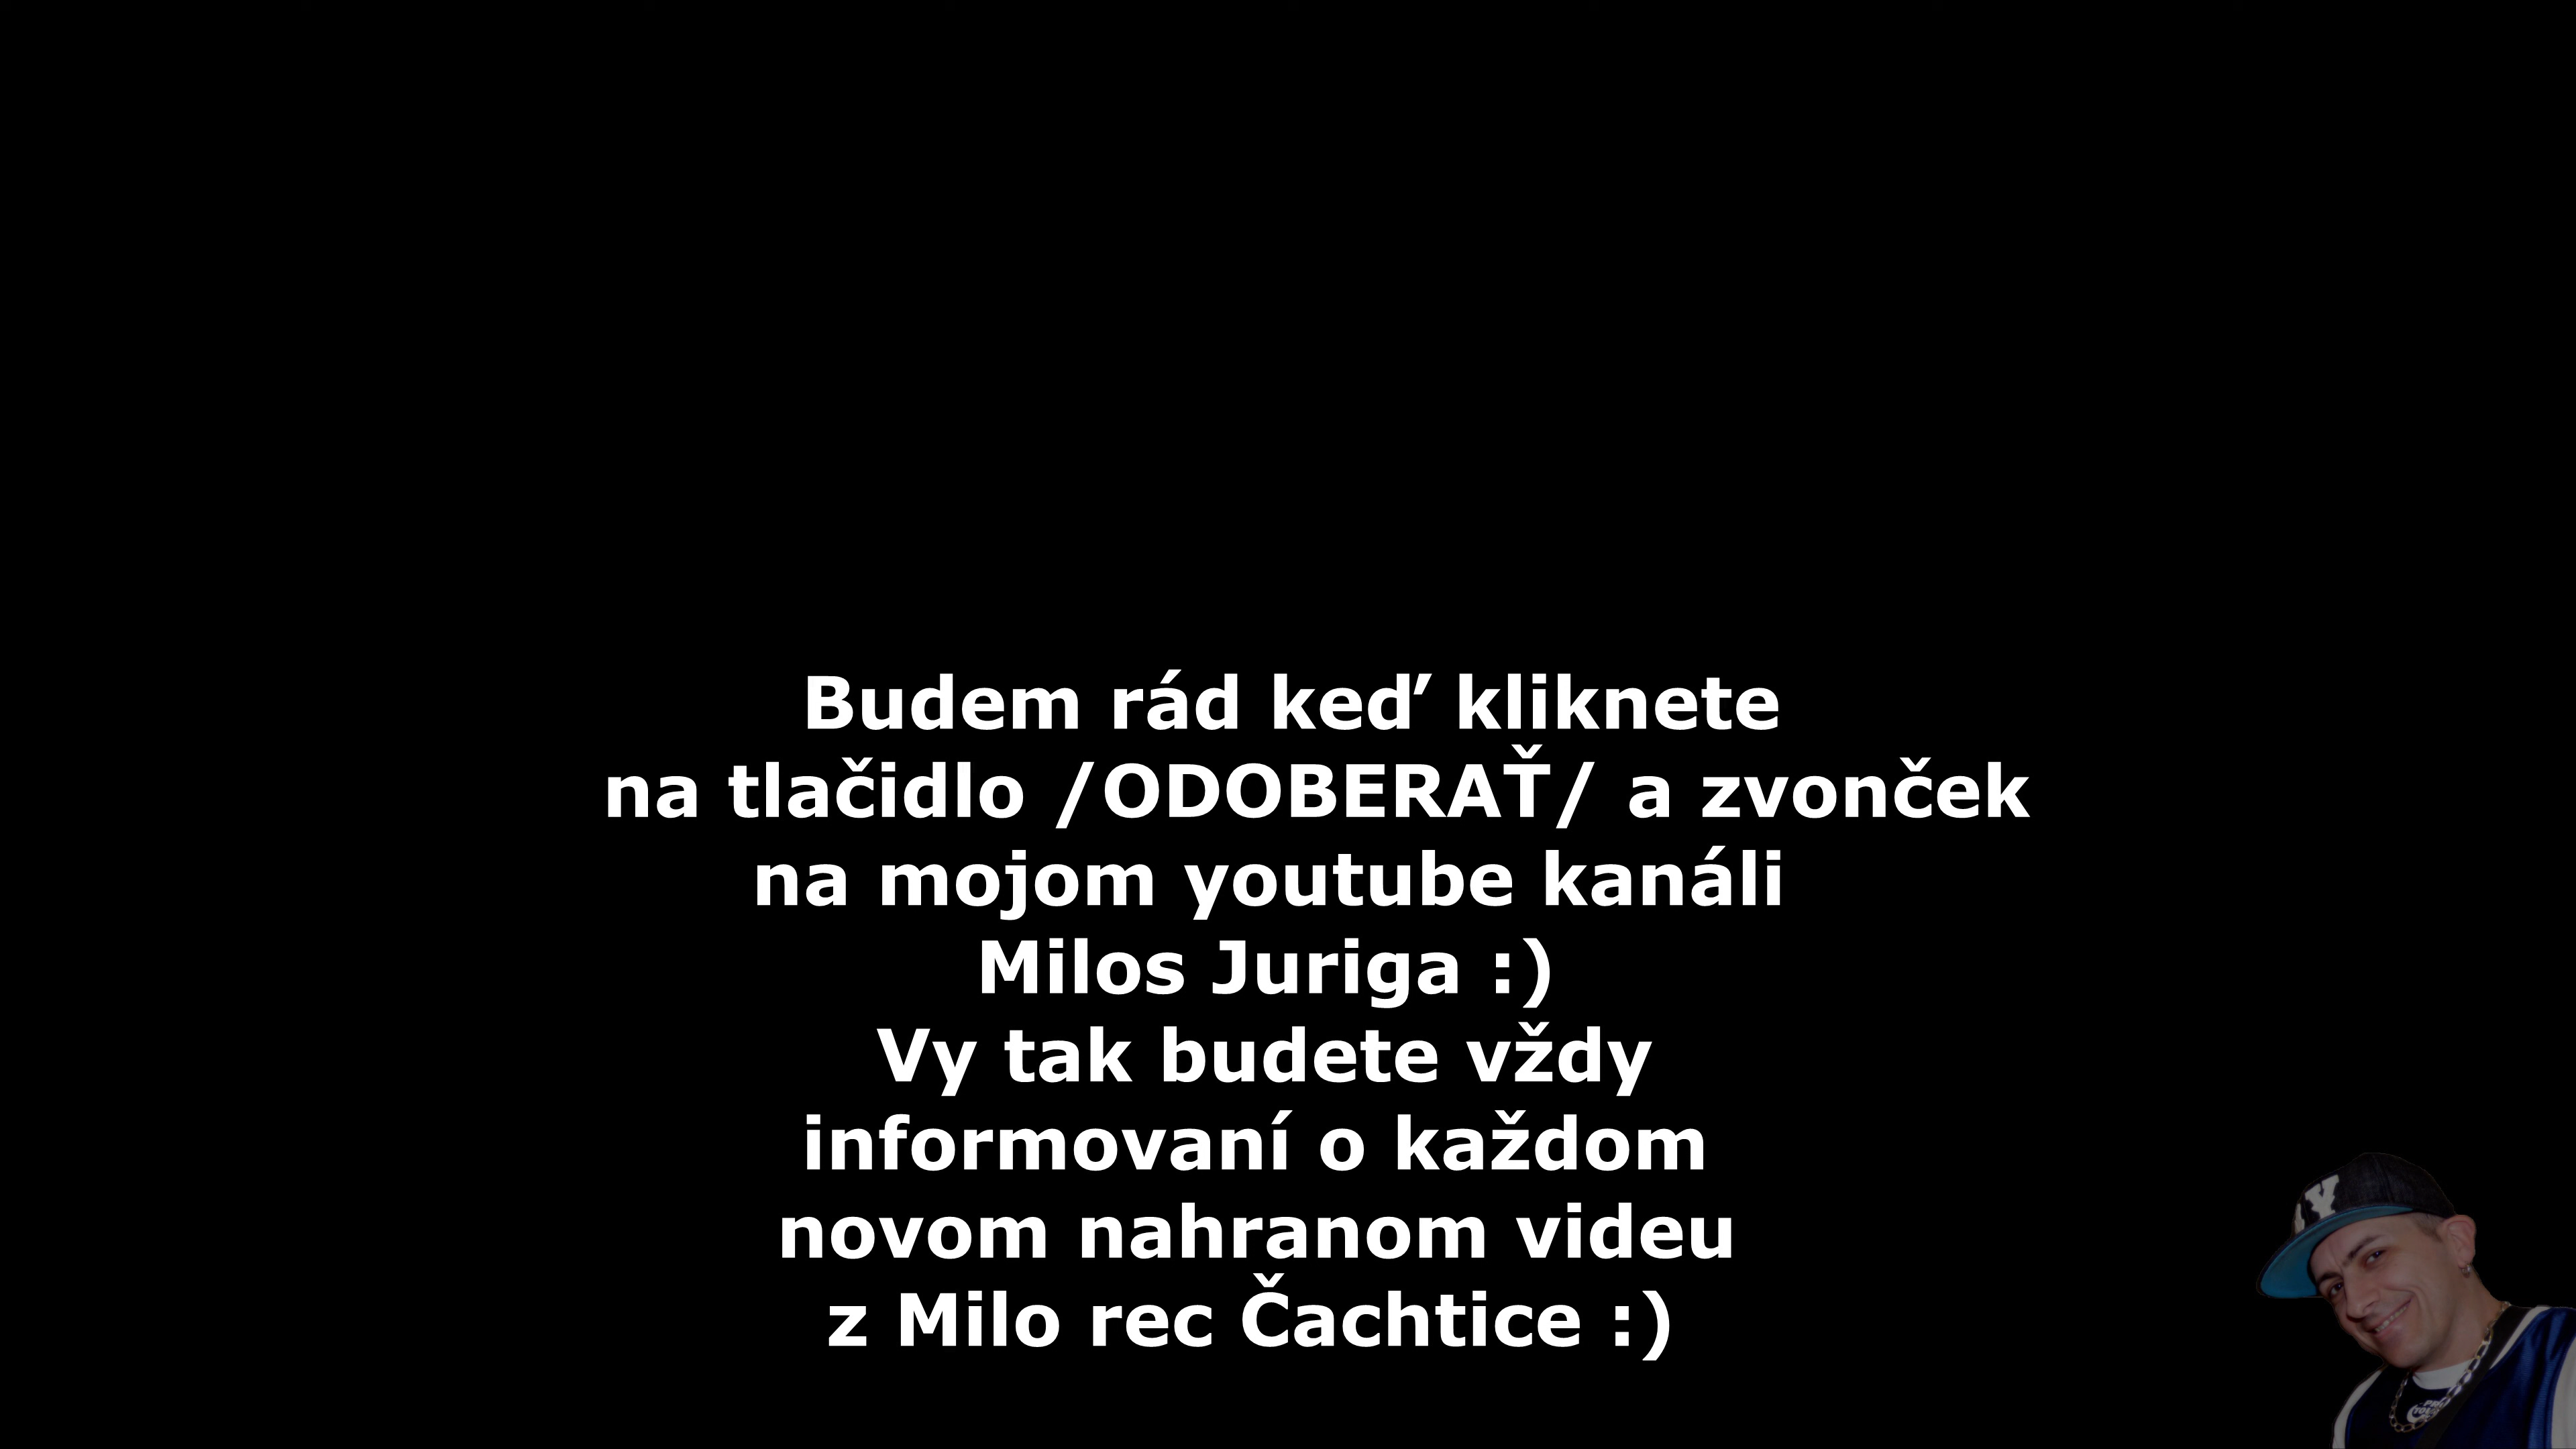 Budem rád keď kliknete
na tlačidlo /ODOBERAŤ/ a zvonček
na mojom youtube kanáli
Milos Juriga :)
Vy tak budete vždy
informovaní o každom
novom nahranom videu
z Milo rec Čachtice :)